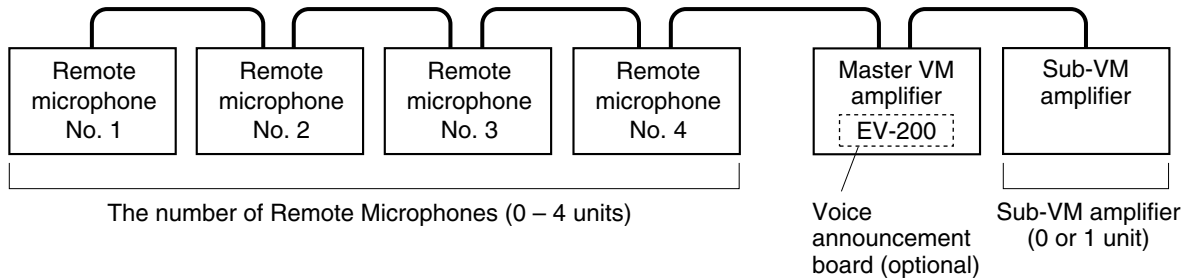 Remote
microphone
No. 1
Remote
microphone
No. 2
Remote
microphone
No. 3
Remote
microphone
No. 4
Master VM
amplifier
EV-200
Sub-VM
amplifier
The number of Remote Microphones (0 – 4 units)
Voice
announcement
board (optional)
Sub-VM amplifier
(0 or 1 unit)